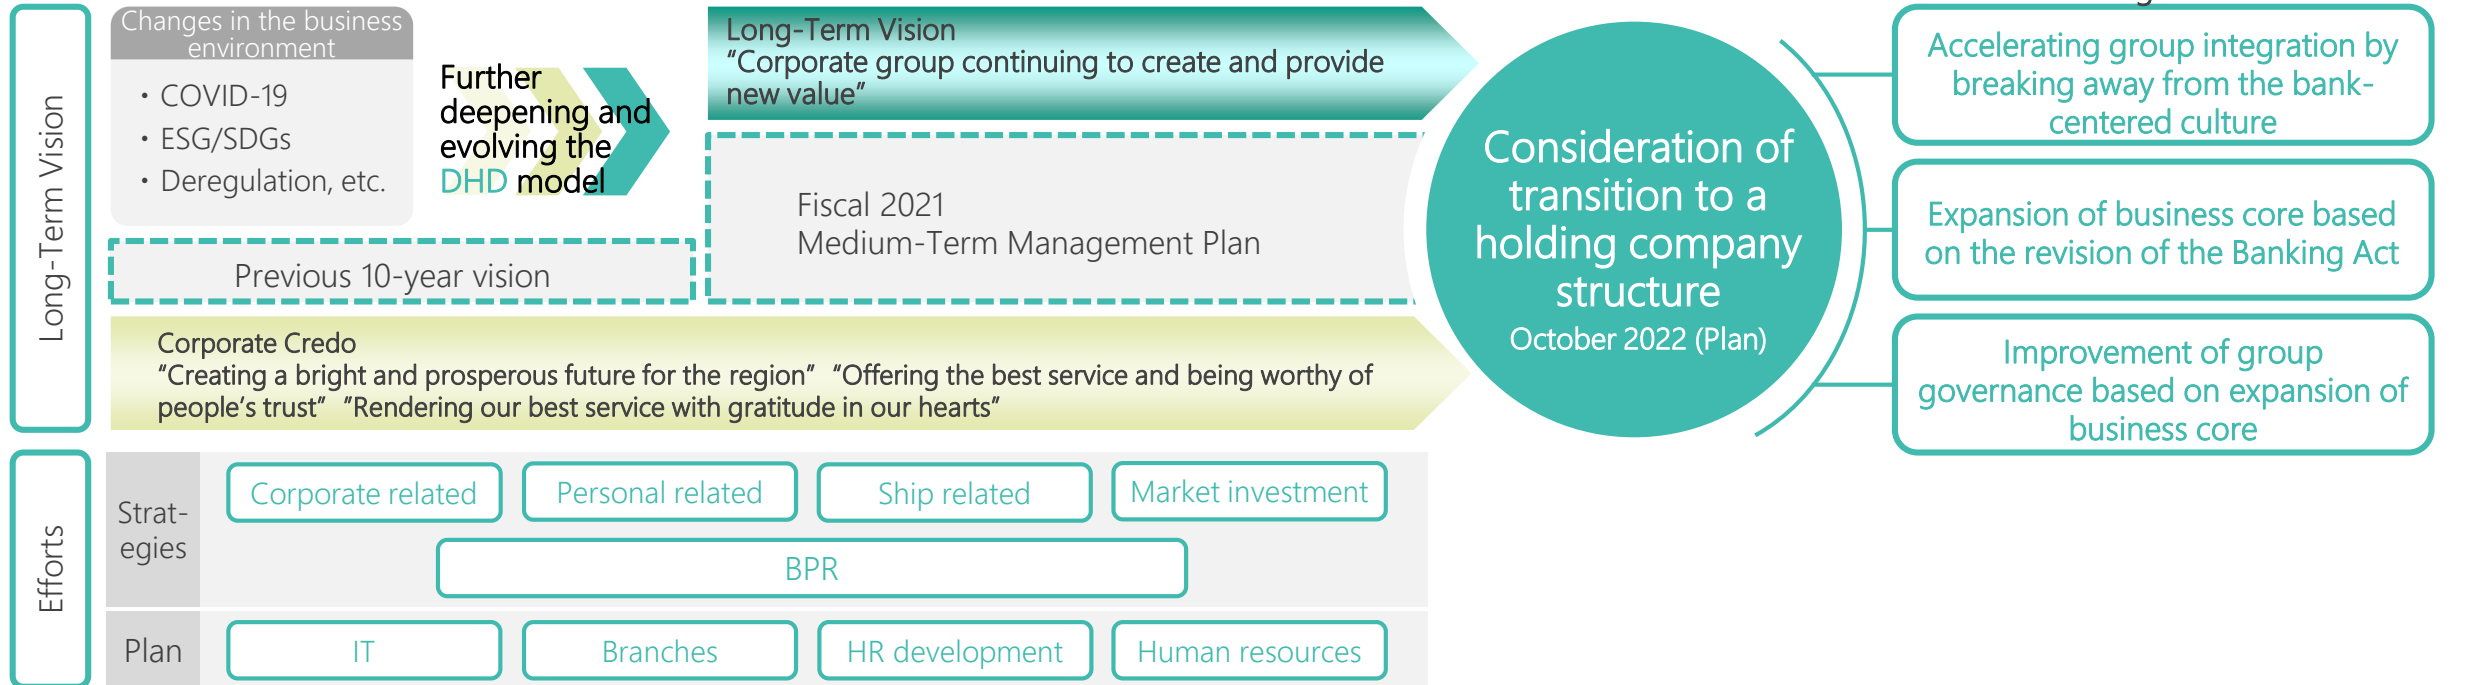 Long-Term Vision
Changes in the business
environment
・COVID-19
・ESG/SDGs
・Deregulation, etc.
Further
deepening and
evolving the
DHD model
Previous 10-year vision
Long-Term Vision
“Corporate group continuing to create and provide
new value”
Fiscal 2021
Medium-Term Management Plan
Corporate Credo
“Creating a bright and prosperous future for the region” “Offering the best service and being worthy of
people’s trust” “Rendering our best service with gratitude in our hearts”
Consideration of
transition to a
holding company
structure
October 2022 (Plan)
Accelerating group integration by
breaking away from the bank-
centered culture
Expansion of business core based
on the revision of the Banking Act
Improvement of group
governance based on expansion of
business core
Efforts
Strat-
egies
Corporate related
Personal related
Ship related
Market investment
BPR
Plan
IT
Branches
HR development
Human resources